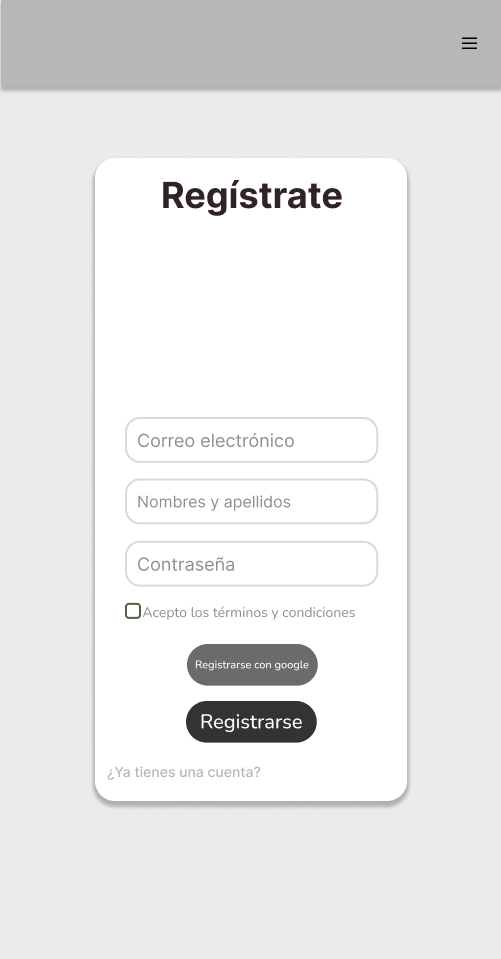 Regístrate
Correo electrónico
Nombres y apellidos
Contraseña
Acepto los términos y condiciones
Registrarse con google
Registrarse
¿Ya tienes una cuenta?